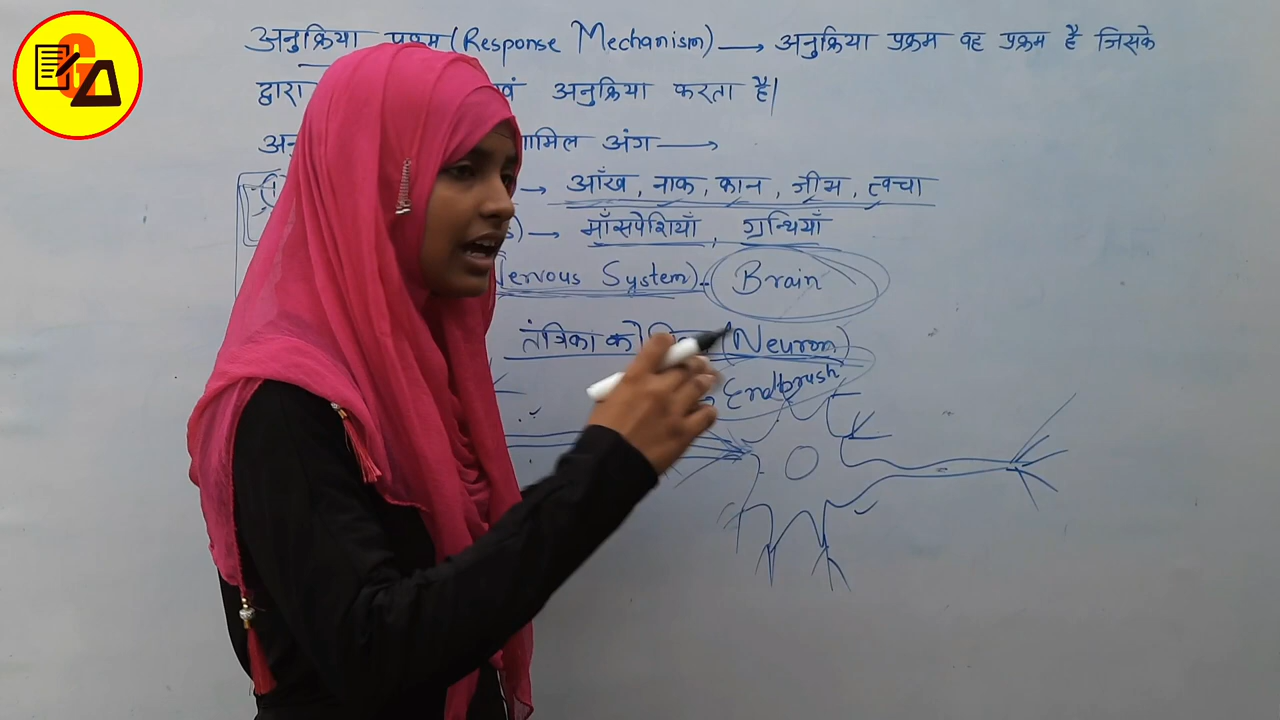 अनुक्रिया प्रक्रम (Response Mechanism) → अनुक्रिया प्रक्रम वह प्रक्रम है जिसके
द्वारा अनुक्रिया करता है|
अंग →
→ आँख, नाक, कान, जीभ, त्वचा
→ माँसपेशियाँ, ग्रन्थियाँ
Nervous System) - Brain
तंत्रिका (Neuron)
Endbrush